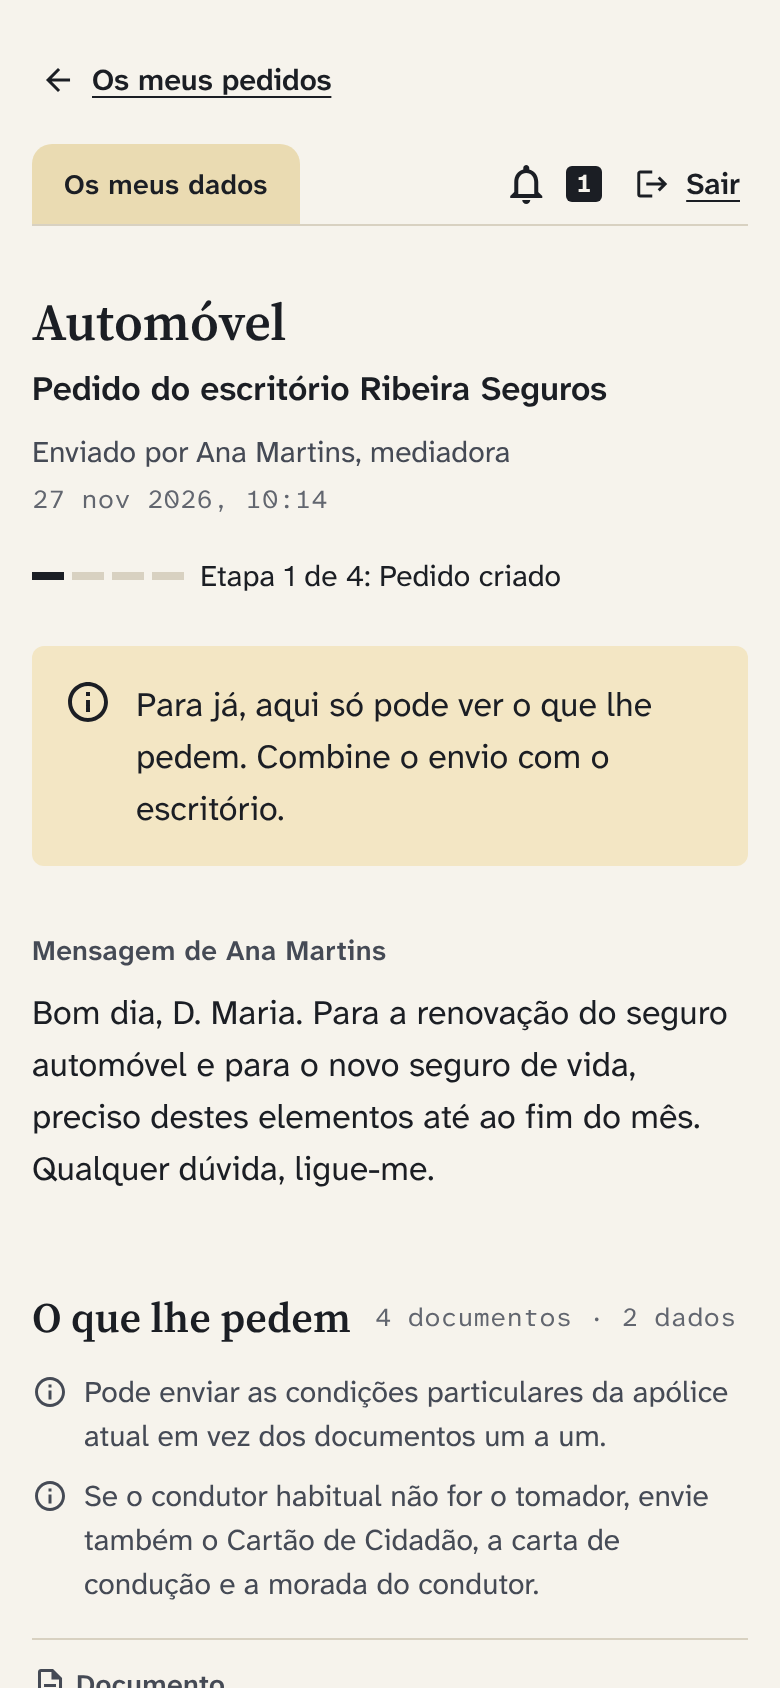 Os meus pedidos
Os meus dados
1
Sair
Automóvel
Pedido do escritório Ribeira Seguros
Enviado por Ana Martins, mediadora
27 nov 2026, 10:14
Etapa 1 de 4: Pedido criado
Para já, aqui só pode ver o que lhe
pedem. Combine o envio com o
escritório.
Mensagem de Ana Martins
Bom dia, D. Maria. Para a renovação do seguro
automóvel e para o novo seguro de vida,
preciso destes elementos até ao fim do mês.
Qualquer dúvida, ligue-me.
O que lhe pedem 4 documentos · 2 dados
Pode enviar as condições particulares da apólice
atual em vez dos documentos um a um.
Se o condutor habitual não for o tomador, envie
também o Cartão de Cidadão, a carta de
condução e a morada do condutor.
Documento